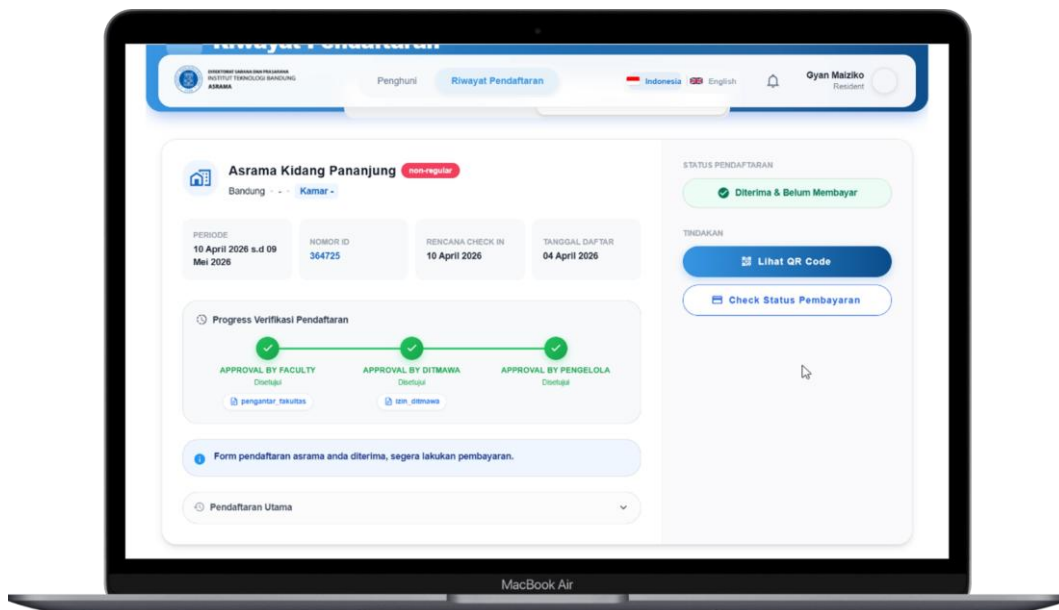 Riwayat Pendaftaran
DIREKTORAT SARANA DAN PRASARANA
INSTITUT TEKNOLOGI BANDUNG
ASRAMA
Penghuni
Riwayat Pendaftaran
Indonesia
English
Gyan Maiziko
Resident
Asrama Kidang Pananjung
non-regular
Bandung · - · Kamar -
PERIODE
10 April 2026 s.d 09
Mei 2026
NOMOR ID
364725
RENCANA CHECK IN
10 April 2026
TANGGAL DAFTAR
04 April 2026
Progress Verifikasi Pendaftaran
APPROVAL BY FACULTY
Disetujui
pengantar_fakultas
APPROVAL BY DITMAWA
Disetujui
izin_ditmawa
APPROVAL BY PENGELOLA
Disetujui
Form pendaftaran asrama anda diterima, segera lakukan pembayaran.
Pendaftaran Utama
STATUS PENDAFTARAN
Diterima & Belum Membayar
TINDAKAN
Lihat QR Code
Check Status Pembayaran
MacBook Air